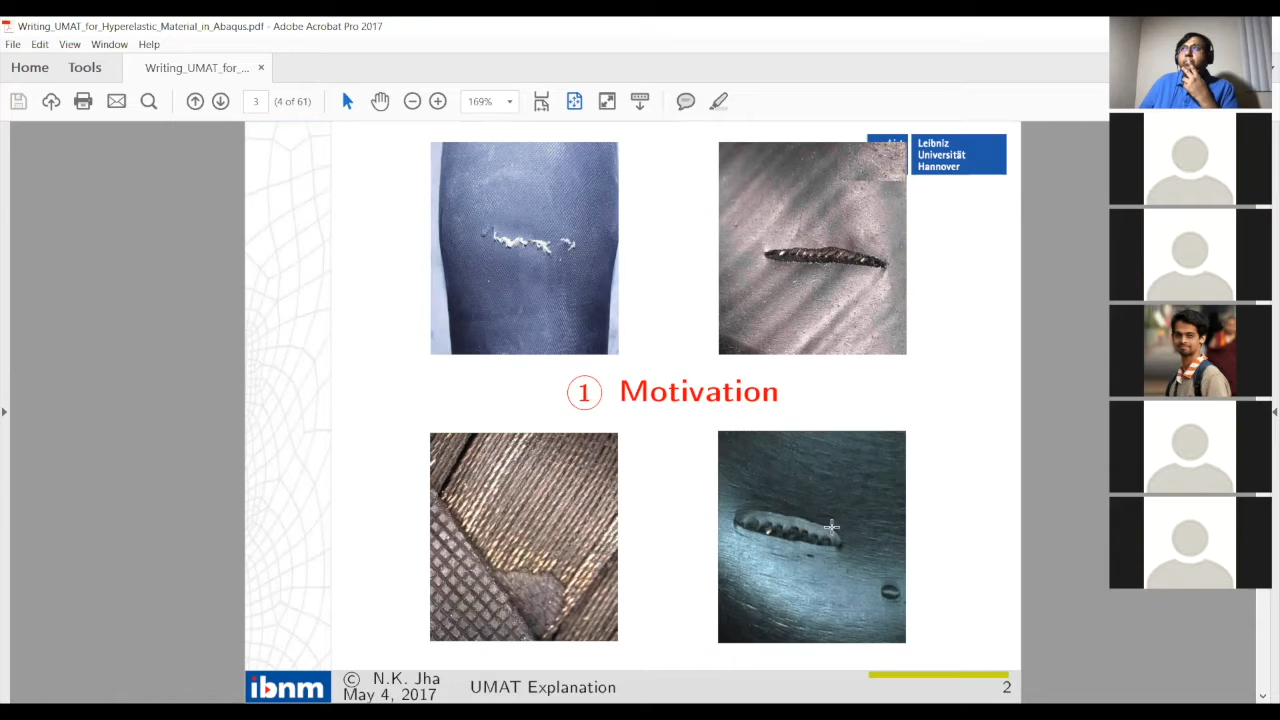 Writing_UMAT_for_Hyperelastic_Material_in_Abaqus.pdf - Adobe Acrobat Pro 2017
File Edit View Window Help
Home Tools Writing_UMAT_for_... ×
3 (4 of 61) 169%
Leibniz
Universität
Hannover
1 Motivation
ibnm © N.K. Jha
May 4, 2017
UMAT Explanation
2